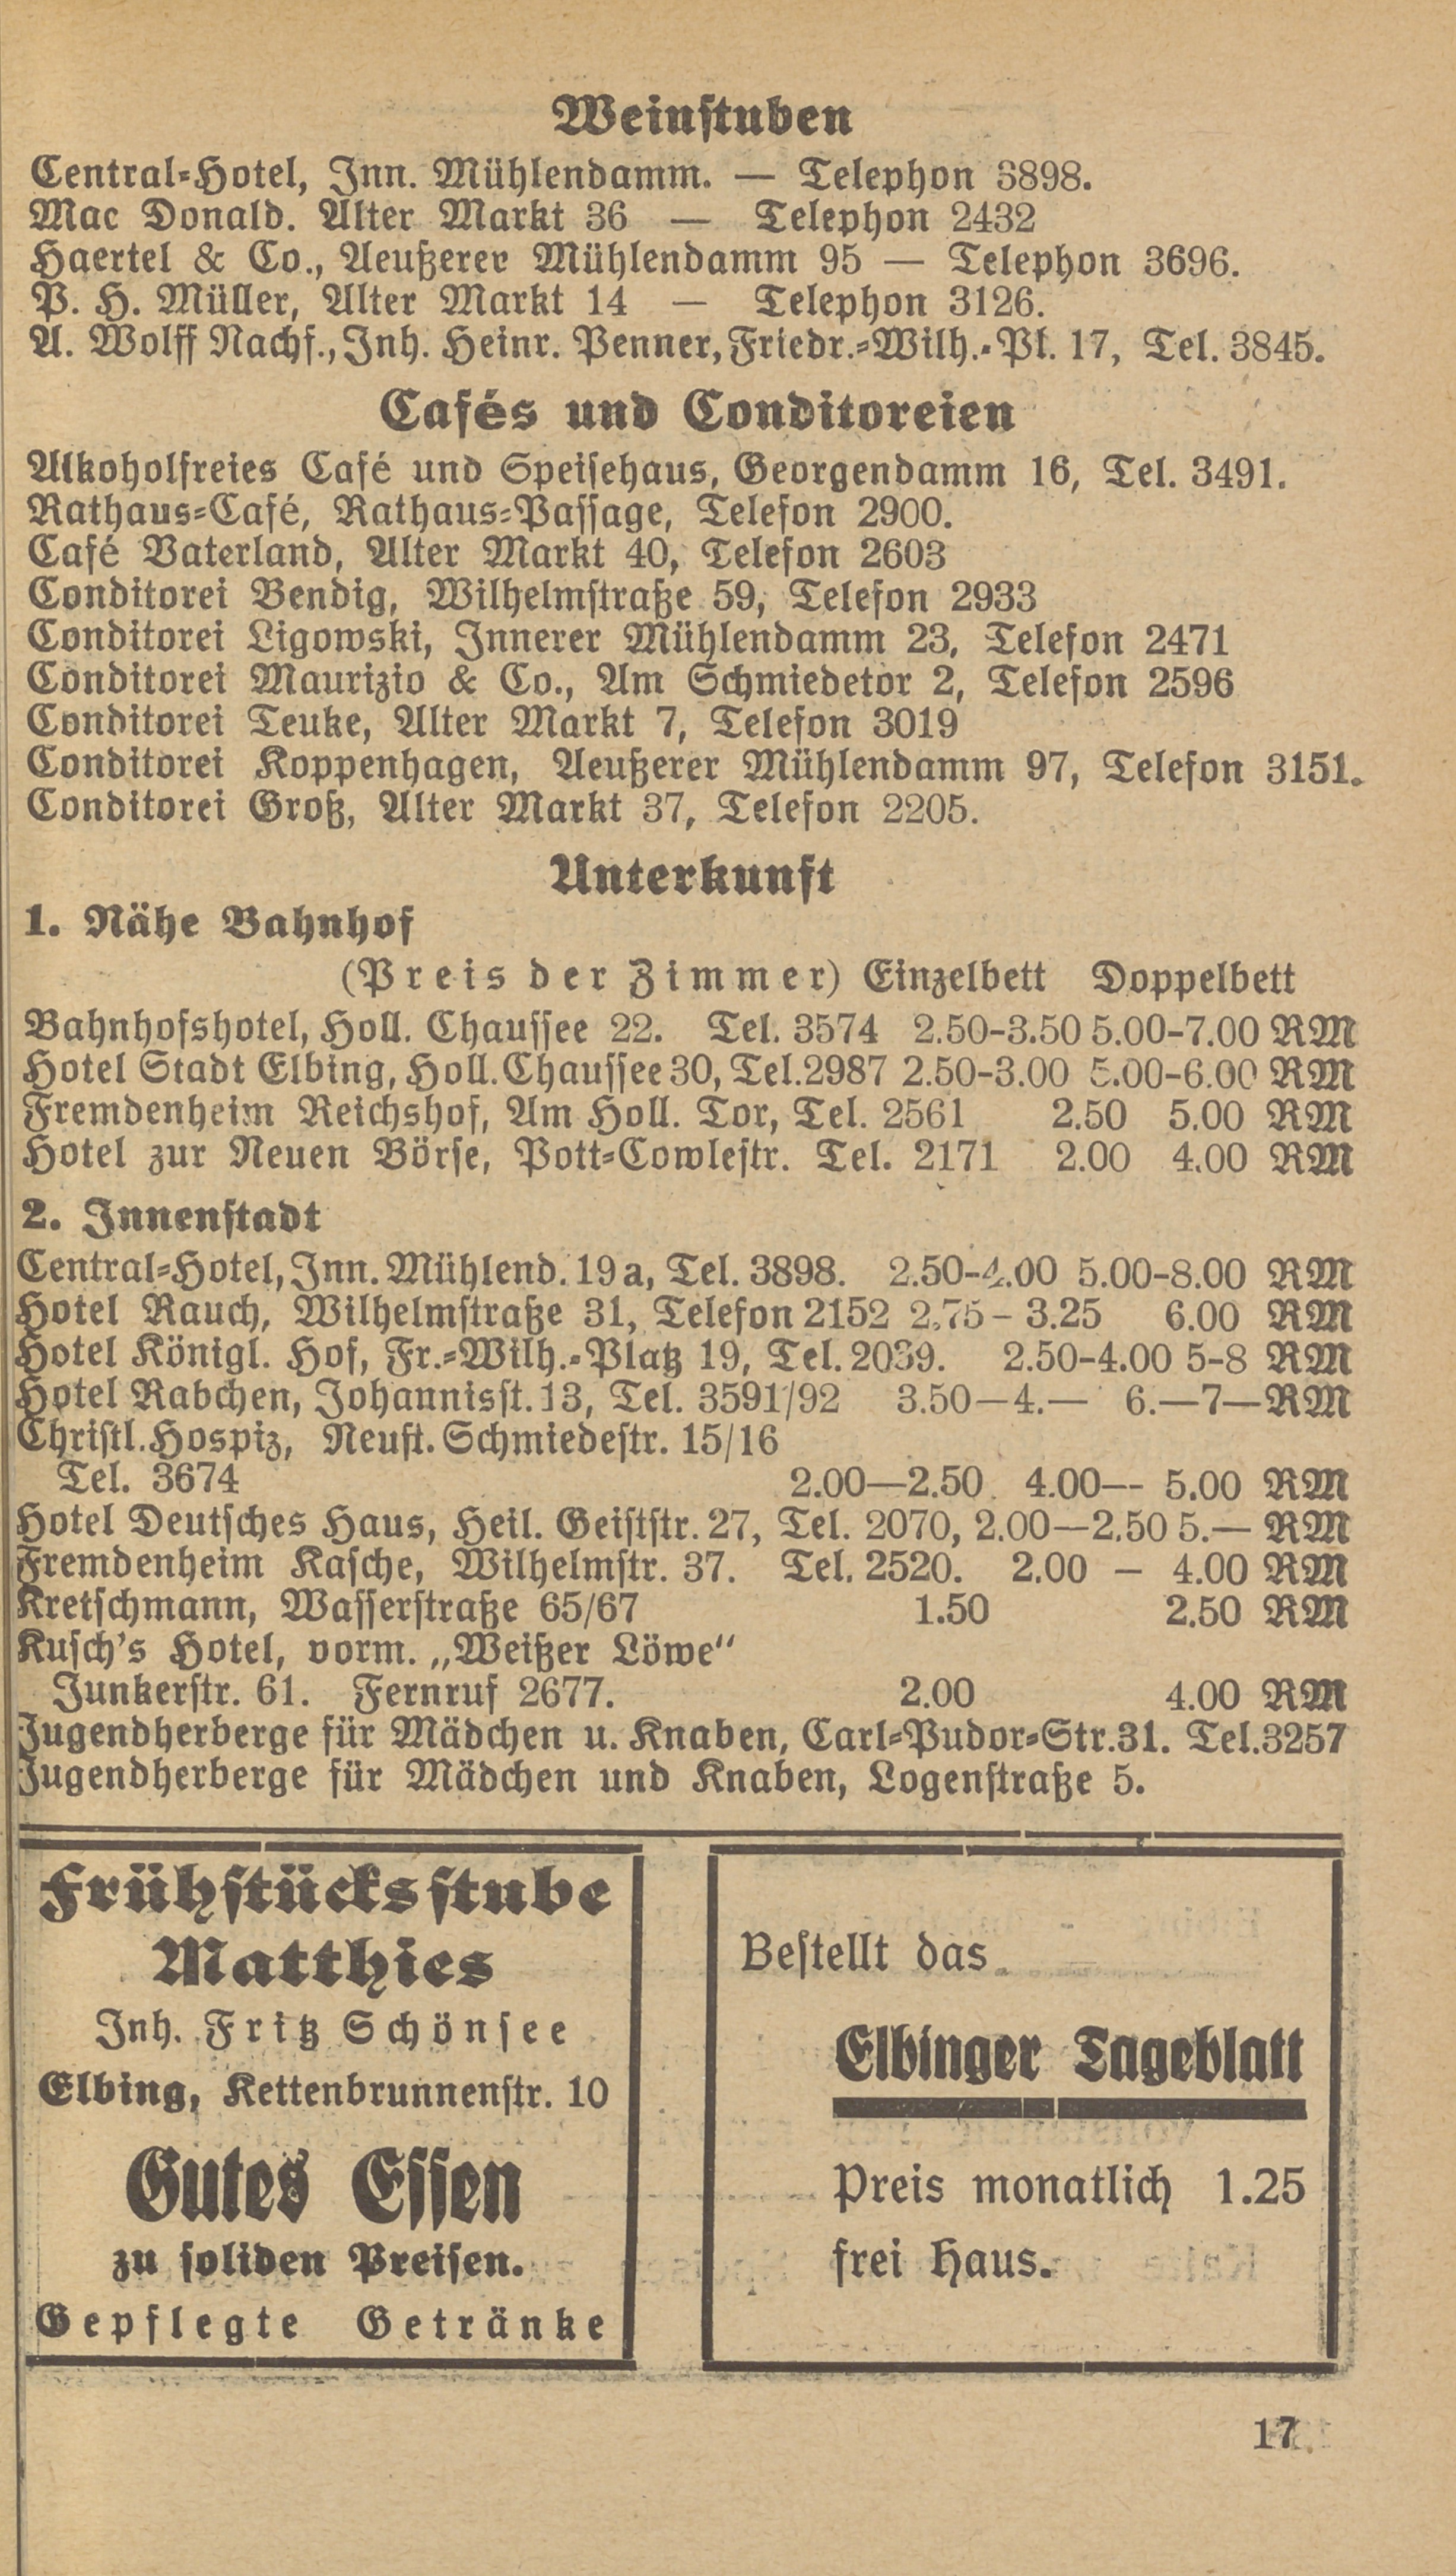 Weinstuben
Central-Hotel, Inn. Mühlendamm. — Telephon 3898.
Mac Donald. Alter Markt 36 — Telephon 2432
Haertel & Co., Aeußerer Mühlendamm 95 — Telephon 3696.
P. H. Müller, Alter Markt 14 — Telephon 3126.
A. Wolff Nachf., Inh. Heinr. Penner, Friedr.-Wilh.-Pl. 17, Tel. 3845.
Cafés und Conditoreien
Alkoholfreies Café und Speisehaus, Georgendamm 16, Tel. 3491.
Rathaus-Café, Rathaus-Passage, Telefon 2900.
Café Vaterland, Alter Markt 40, Telefon 2603
Conditorei Bendig, Wilhelmstraße 59, Telefon 2933
Conditorei Ligowski, Innerer Mühlendamm 23, Telefon 2471
Conditorei Maurizio & Co., Am Schmiedetor 2, Telefon 2596
Conditorei Teuke, Alter Markt 7, Telefon 3019
Conditorei Koppenhagen, Aeußerer Mühlendamm 97, Telefon 3151.
Conditorei Groß, Alter Markt 37, Telefon 2205.
Unterkunft
1. Nähe Bahnhof
(Preis der Zimmer) Einzelbett Doppelbett
Bahnhofshotel, Holl. Chaussee 22. Tel. 3574 2.50-3.50 5.00-7.00 RM
Hotel Stadt Elbing, Holl. Chaussee 30, Tel. 2987 2.50-3.00 5.00-6.00 RM
Fremdenheim Reichshof, Am Holl. Tor, Tel. 2561 2.50 5.00 RM
Hotel zur Neuen Börse, Pott-Cowlestr. Tel. 2171 2.00 4.00 RM
2. Innenstadt
Central-Hotel, Inn. Mühlend. 19a, Tel. 3898. 2.50-4.00 5.00-8.00 RM
Hotel Rauch, Wilhelmstraße 31, Telefon 2152 2.75 – 3.25 6.00 RM
Hotel Königl. Hof, Fr.-Wilh.-Platz 19, Tel. 2039. 2.50-4.00 5-8 RM
Hotel Rabchen, Johannisst. 13, Tel. 3591/92 3.50—4.— 6.—7— RM
Christl. Hospiz, Neust. Schmiedestr. 15/16
Tel. 3674 2.00—2.50 4.00—- 5.00 RM
Hotel Deutsches Haus, Heil. Geiststr. 27, Tel. 2070, 2.00—2.50 5.— RM
Fremdenheim Kasche, Wilhelmstr. 37. Tel. 2520. 2.00 – 4.00 RM
Kretschmann, Wasserstraße 65/67 1.50 2.50 RM
Kusch's Hotel, vorm. „Weißer Löwe“
Junkerstr. 61. Fernruf 2677. 2.00 4.00 RM
Jugendherberge für Mädchen u. Knaben, Carl-Pudor-Str. 31. Tel. 3257
Jugendherberge für Mädchen und Knaben, Logenstraße 5.
Frühstücksstube
Matthies
Inh. Fritz Schönsee
Elbing, Kettenbrunnenstr. 10
Gutes Essen
zu soliden Preisen.
Gepflegte Getränke
Bestellt das
Elbinger Tageblatt
Preis monatlich 1.25
frei Haus.
17